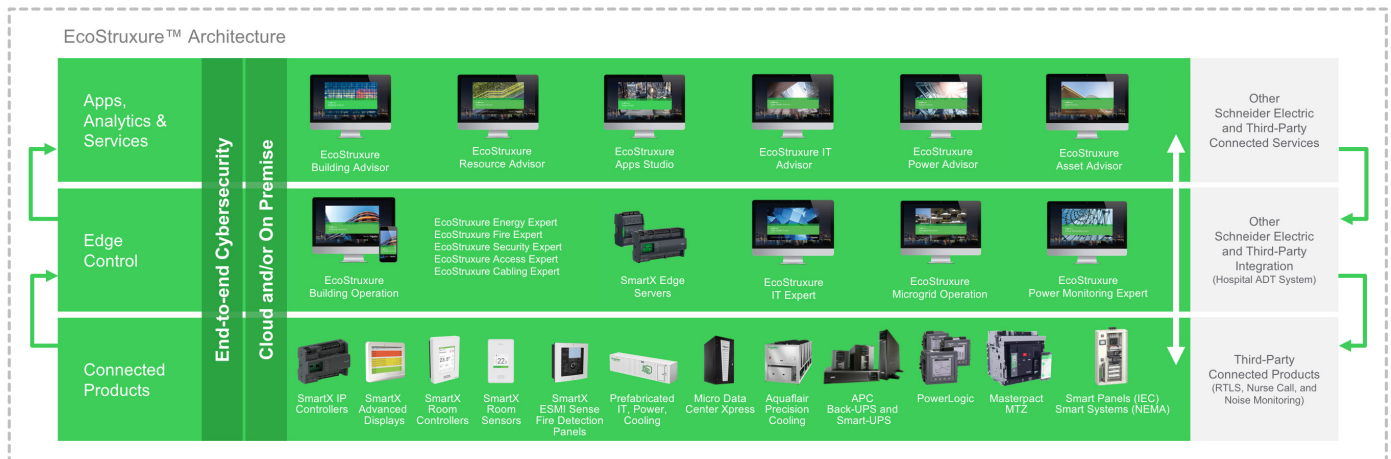 EcoStruxure™ Architecture
Apps,
Analytics &
Services
End-to-end Cybersecurity
Cloud and/or On Premise
EcoStruxure
Building Advisor
EcoStruxure
Resource Advisor
EcoStruxure
Apps Studio
EcoStruxure IT
Advisor
EcoStruxure
Power Advisor
EcoStruxure
Asset Advisor
Other
Schneider Electric
and Third-Party
Connected Services
Edge
Control
EcoStruxure
Building Operation
EcoStruxure Energy Expert
EcoStruxure Fire Expert
EcoStruxure Security Expert
EcoStruxure Access Expert
EcoStruxure Cabling Expert
SmartX Edge
Servers
EcoStruxure
IT Expert
EcoStruxure
Microgrid Operation
EcoStruxure
Power Monitoring Expert
Other
Schneider Electric
and Third-Party
Integration
(Hospital ADT System)
Connected
Products
SmartX IP
Controllers
SmartX
Advanced
Displays
SmartX
Room
Controllers
SmartX
Room
Sensors
SmartX
ESMI Sense
Fire Detection
Panels
Prefabricated
IT, Power,
Cooling
Micro Data
Center Xpress
Aquaflair
Precision
Cooling
APC
Back-UPS and
Smart-UPS
PowerLogic
Masterpact
MTZ
Smart Panels (IEC)
Smart Systems (NEMA)
Third-Party
Connected Products
(RTLS, Nurse Call, and
Noise Monitoring)